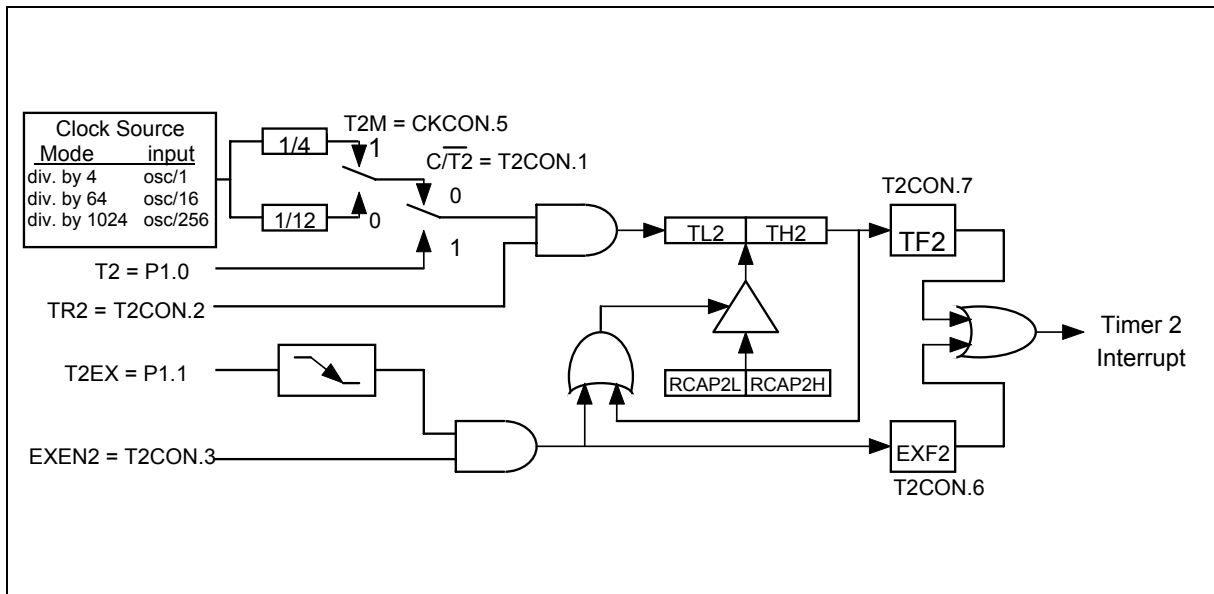 Clock Source
Mode input
div. by 4 osc/1
div. by 64 osc/16
div. by 1024 osc/256
1/4
1/12
T2M = CKCON.5
1
0
C/T2 = T2CON.1
0
1
T2 = P1.0
TR2 = T2CON.2
T2EX = P1.1
EXEN2 = T2CON.3
TL2 TH2
RCAP2L RCAP2H
T2CON.7
TF2
EXF2
T2CON.6
Timer 2
Interrupt